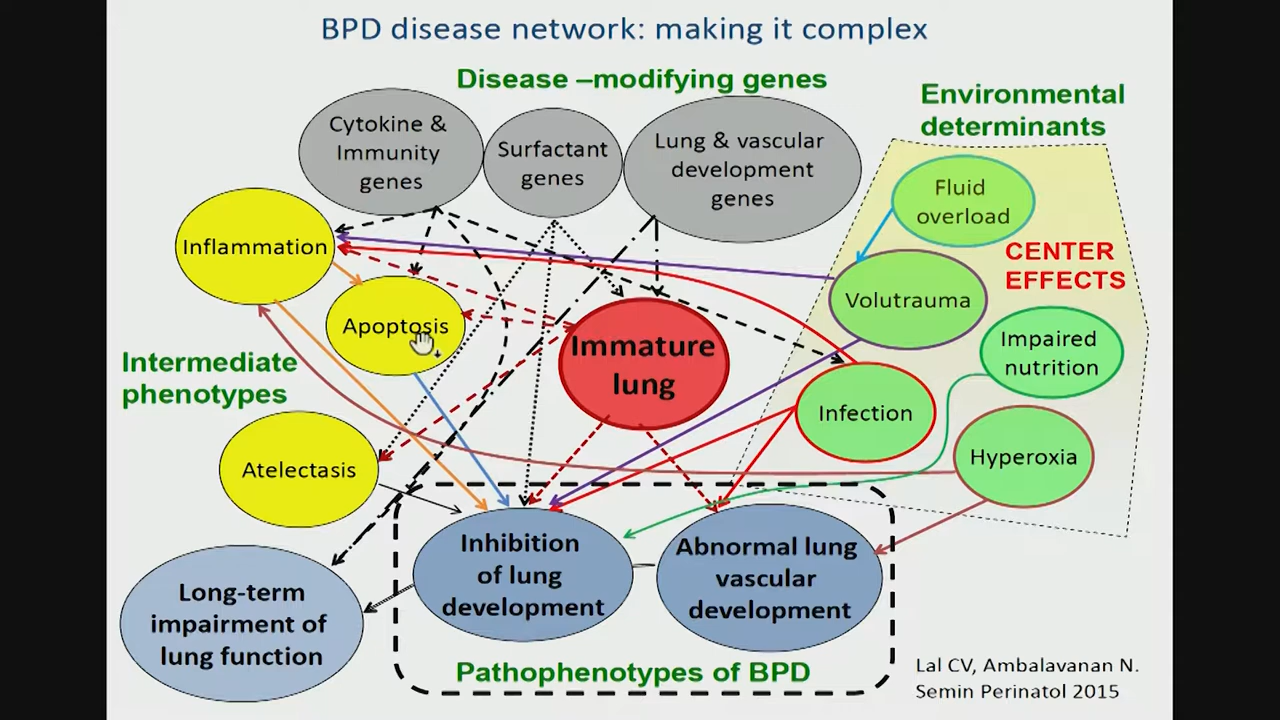 BPD disease network: making it complex
Disease –modifying genes
Environmental
determinants
Cytokine &
Immunity
genes
Surfactant
genes
Lung & vascular
development
genes
Fluid
overload
CENTER
EFFECTS
Inflammation
Volutrauma
Apoptosis
Immature
lung
Impaired
nutrition
Intermediate
phenotypes
Infection
Atelectasis
Hyperoxia
Inhibition
of lung
development
Abnormal lung
vascular
development
Long-term
impairment of
lung function
Pathophenotypes of BPD
Lal CV, Ambalavanan N.
Semin Perinatol 2015